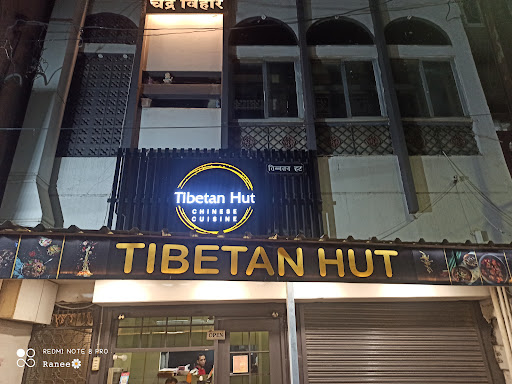 चंद्र विहार
Tibetan Hut
CHINESE
CUISINE
तिब्बतन हट
TIBETAN HUT
OPEN
REDMI NOTE 8 PRO
Ranee🌼